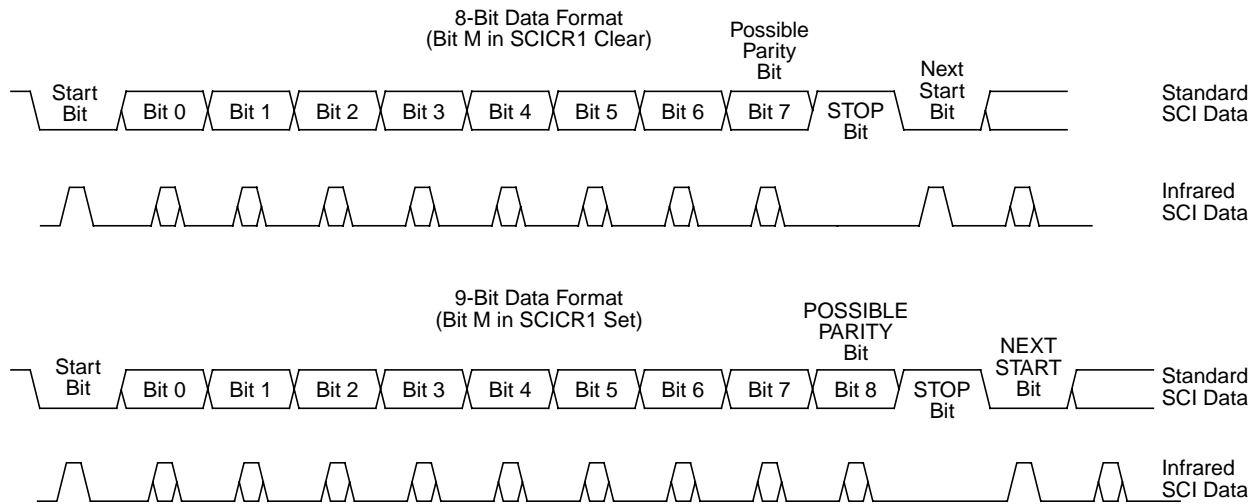 8-Bit Data Format
(Bit M in SCICR1 Clear)
Possible
Parity
Bit
Start
Bit
Bit 0
Bit 1
Bit 2
Bit 3
Bit 4
Bit 5
Bit 6
Bit 7
STOP
Bit
Next
Start
Bit
Standard
SCI Data
Infrared
SCI Data
9-Bit Data Format
(Bit M in SCICR1 Set)
POSSIBLE
PARITY
Bit
Start
Bit
Bit 0
Bit 1
Bit 2
Bit 3
Bit 4
Bit 5
Bit 6
Bit 7
Bit 8
STOP
Bit
NEXT
START
Bit
Standard
SCI Data
Infrared
SCI Data